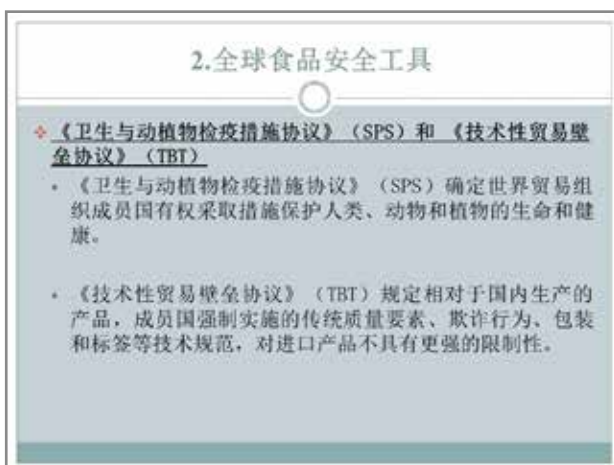 2.全球食品安全工具
《卫生与动植物检疫措施协议》（SPS）和 《技术性贸易壁
垒协议》（TBT）
• 《卫生与动植物检疫措施协议》（SPS）确定世界贸易组
织成员国有权采取措施保护人类、动物和植物的生命和健
康。
• 《技术性贸易壁垒协议》（TBT）规定相对于国内生产的
产品，成员国强制实施的传统质量要素、欺诈行为、包装
和标签等技术规范，对进口产品不具有更强的限制性。